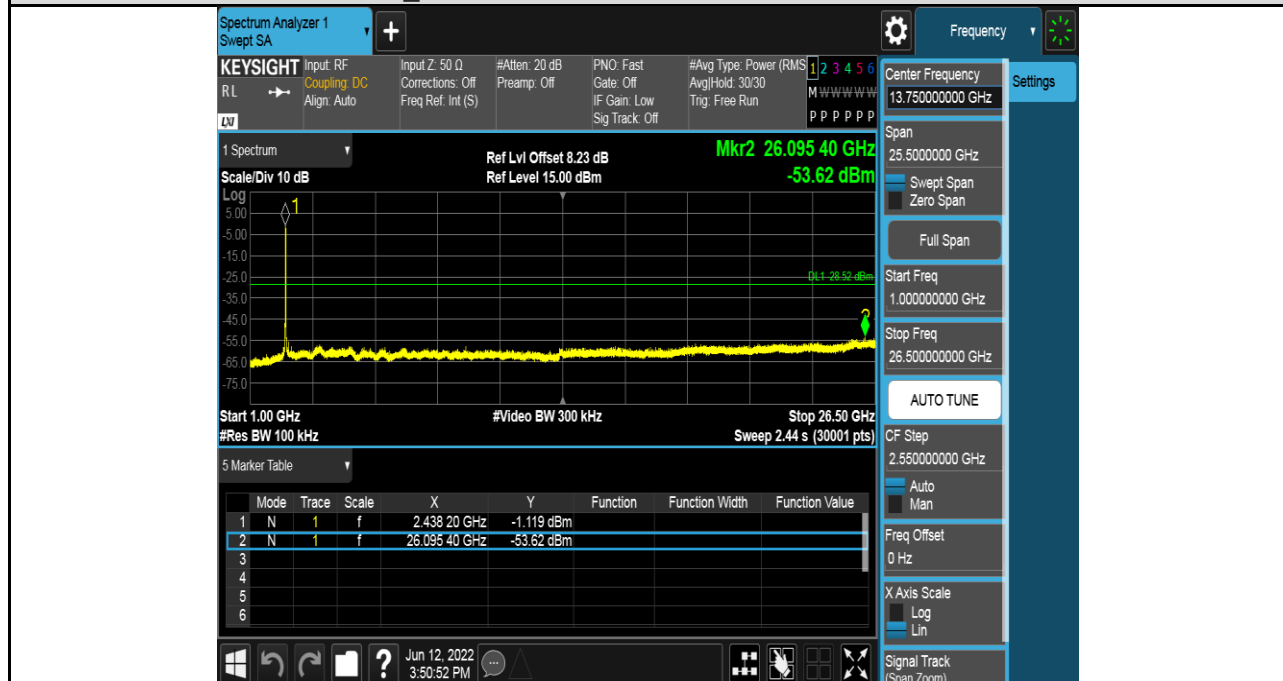 Spectrum Analyzer 1
Swept SA
+
Frequency
KEYSIGHT
RL
LXI
Input: RF
Coupling: DC
Align: Auto
Input Z: 50 Ω
Corrections: Off
Freq Ref: Int (S)
#Atten: 20 dB
Preamp: Off
PNO: Fast
Gate: Off
IF Gain: Low
Sig Track: Off
#Avg Type: Power (RMS
Avg|Hold: 30/30
Trig: Free Run
1 2 3 4 5 6
M W W W W W
P P P P P P
1 Spectrum
Scale/Div 10 dB
Ref Lvl Offset 8.23 dB
Ref Level 15.00 dBm
Mkr2 26.095 40 GHz
-53.62 dBm
Log
5.00
-5.00
-15.0
-25.0
-35.0
-45.0
-55.0
-65.0
-75.0
1
DL1 -28.52 dBm
2
Start 1.00 GHz
#Res BW 100 kHz
#Video BW 300 kHz
Stop 26.50 GHz
Sweep 2.44 s (30001 pts)
5 Marker Table
Mode Trace Scale X Y Function Function Width Function Value
1 N 1 f 2.438 20 GHz -1.119 dBm
2 N 1 f 26.095 40 GHz -53.62 dBm
3
4
5
6
?
Jun 12, 2022
3:50:52 PM
Center Frequency
13.750000000 GHz
Settings
Span
25.5000000 GHz
Swept Span
Zero Span
Full Span
Start Freq
1.000000000 GHz
Stop Freq
26.500000000 GHz
AUTO TUNE
CF Step
2.550000000 GHz
Auto
Man
Freq Offset
0 Hz
X Axis Scale
Log
Lin
Signal Track
(Span Zoom)